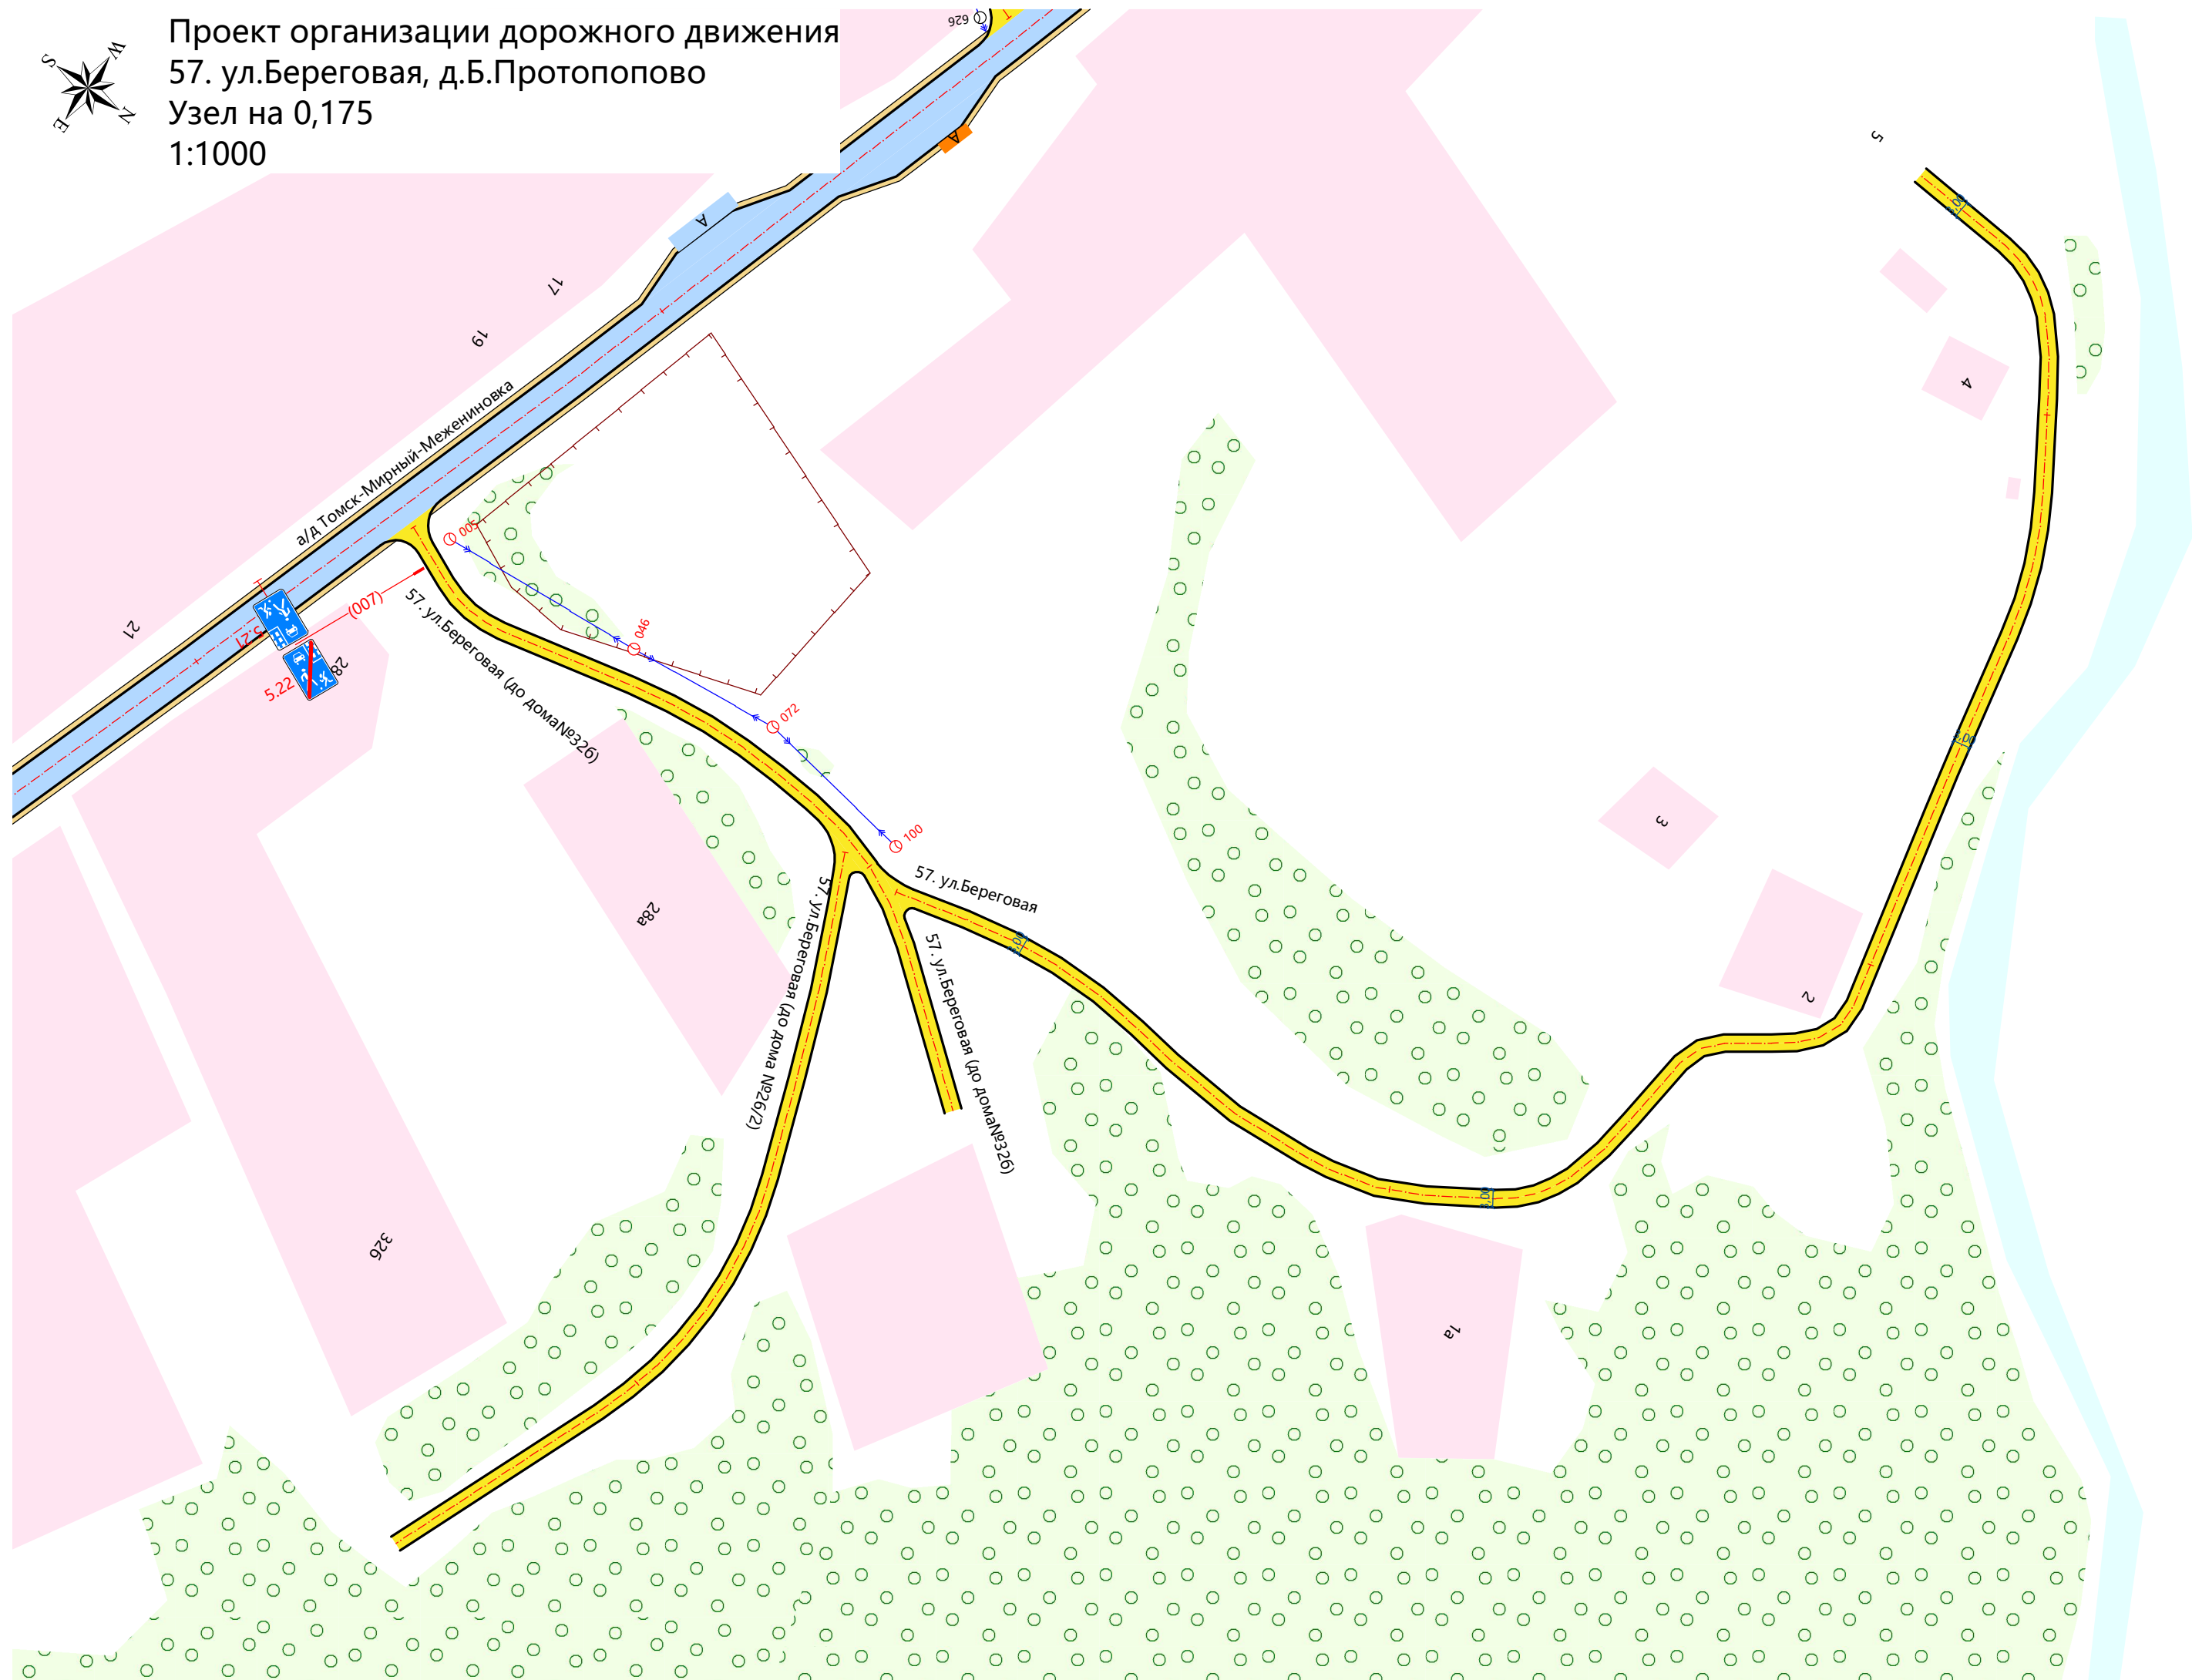 Проект организации дорожного движения
57. ул.Береговая, д.Б.Протопопово
Узел на 0,175
1:1000
S
W
E
N
626
A
A
5
17
19
4
а/д Томск-Мирный-Межениновка
005
(007)
21
5.21
5.22
28
046
57. ул.Береговая (до дома№32б)
072
100
3
57. ул.Береговая
28а
57. ул.Береговая (до дома №26/2)
57. ул.Береговая (до дома№32б)
2
32б
1а